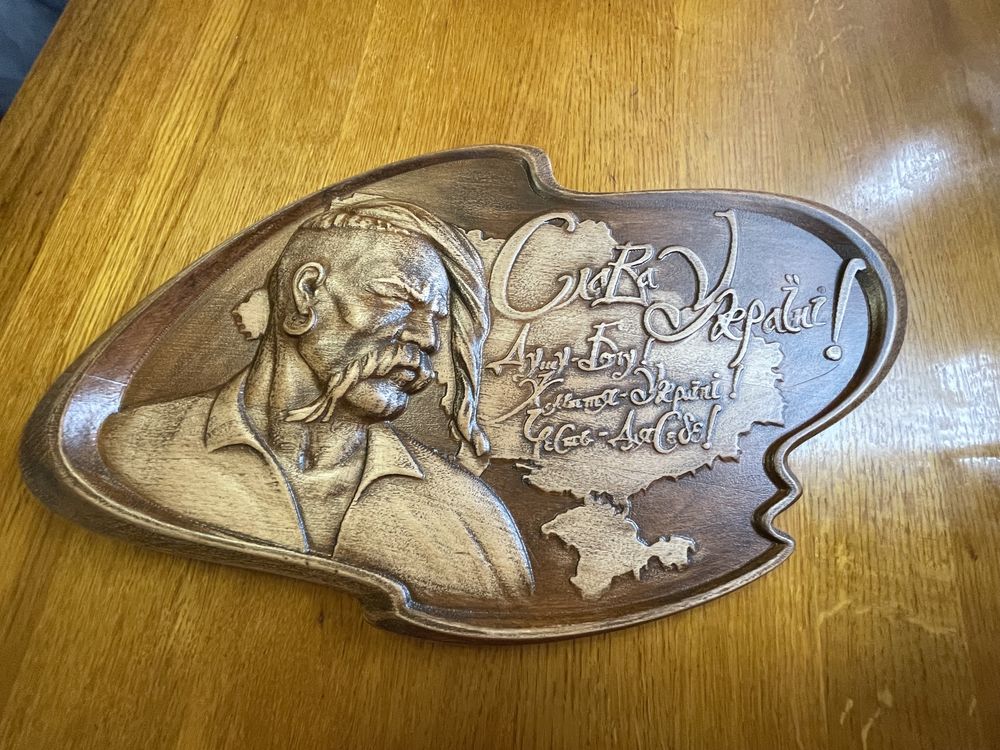 Слава Україні!
Душу - Богу!
Життя - Україні!
Честь - Для Себе!